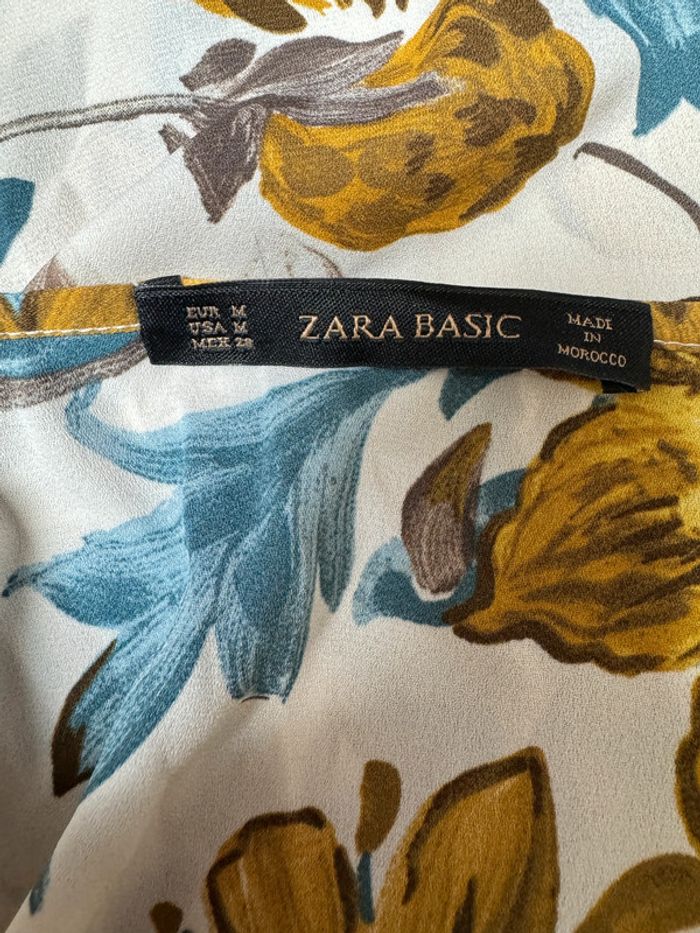 EUR M
USA M
MEX 28
ZARA BASIC
MADE
IN
MOROCCO